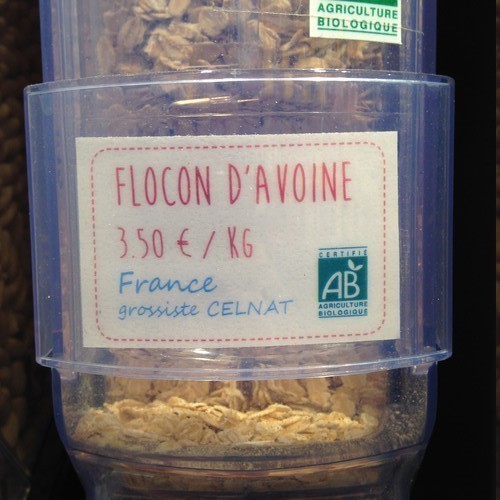 AGRICULTURE
BIOLOGIQUE
FLOCON D'AVOINE
3.50 € / KG
France
grossiste CELNAT
CERTIFIÉ
AB
AGRICULTURE
BIOLOGIQUE